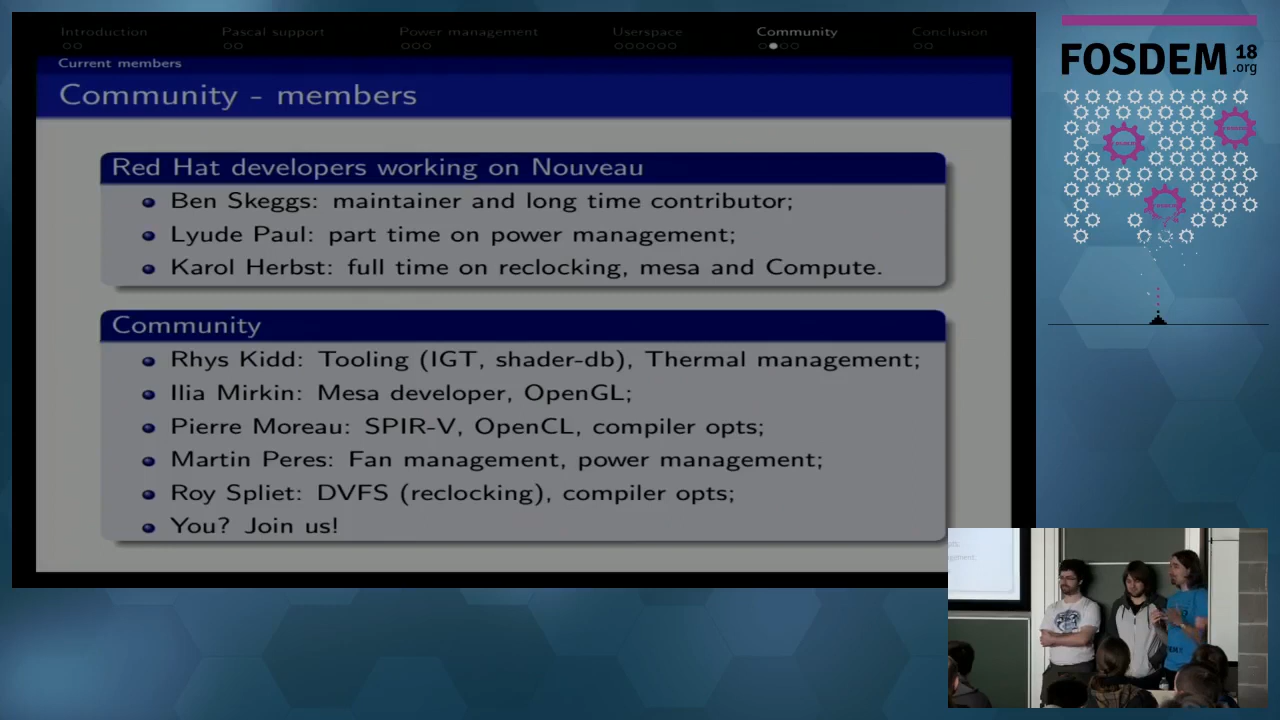 Introduction Pascal support Power management Userspace Community Conclusion
Current members
Community - members
Red Hat developers working on Nouveau
Ben Skeggs: maintainer and long time contributor;
Lyude Paul: part time on power management;
Karol Herbst: full time on reclocking, mesa and Compute.
Community
Rhys Kidd: Tooling (IGT, shader-db), Thermal management;
Ilia Mirkin: Mesa developer, OpenGL;
Pierre Moreau: SPIR-V, OpenCL, compiler opts;
Martin Peres: Fan management, power management;
Roy Spliet: DVFS (reclocking), compiler opts;
You? Join us!
FOSDEM 18
.org